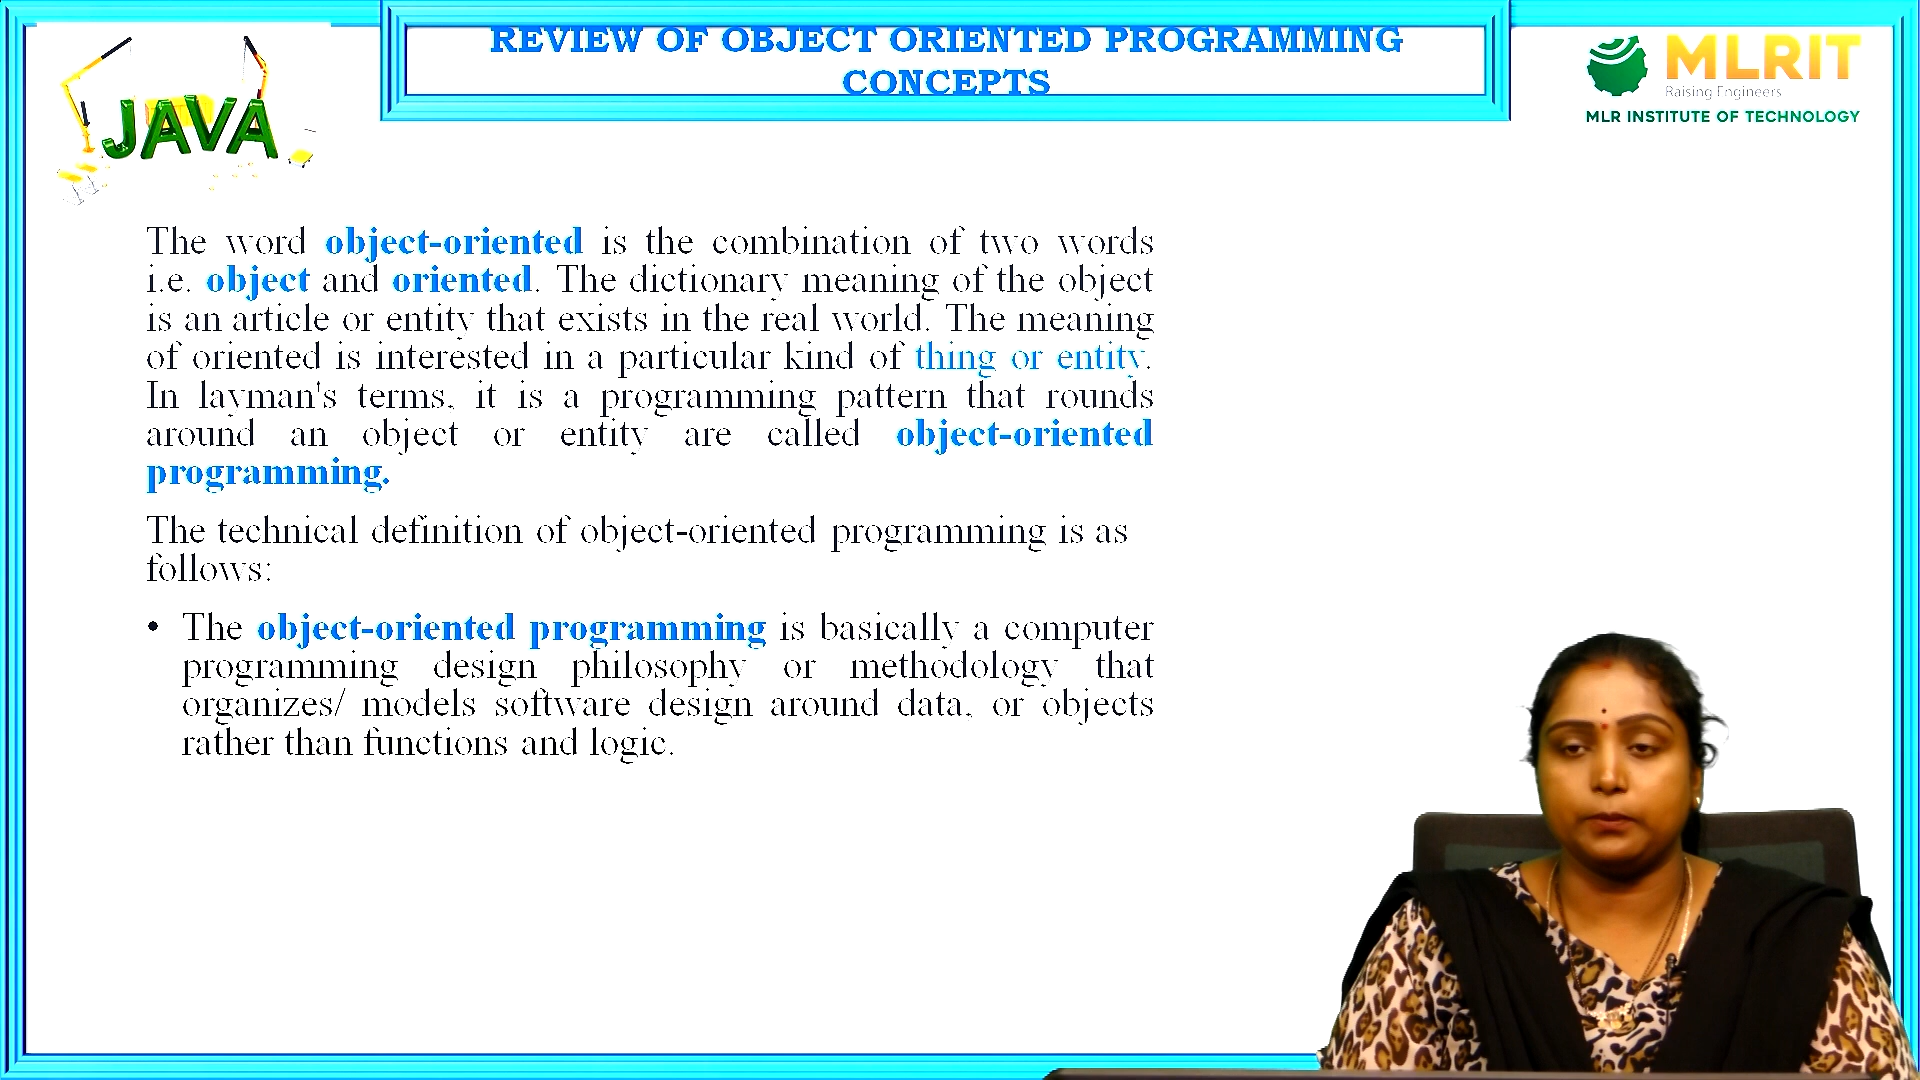 REVIEW OF OBJECT ORIENTED PROGRAMMING
CONCEPTS
JAVA
MLRIT
Raising Engineers
MLR INSTITUTE OF TECHNOLOGY
The word object-oriented is the combination of two words
i.e. object and oriented. The dictionary meaning of the object
is an article or entity that exists in the real world. The meaning
of oriented is interested in a particular kind of thing or entity.
In layman's terms, it is a programming pattern that rounds
around an object or entity are called object-oriented
programming.
The technical definition of object-oriented programming is as
follows:
• The object-oriented programming is basically a computer
programming design philosophy or methodology that
organizes/ models software design around data, or objects
rather than functions and logic.